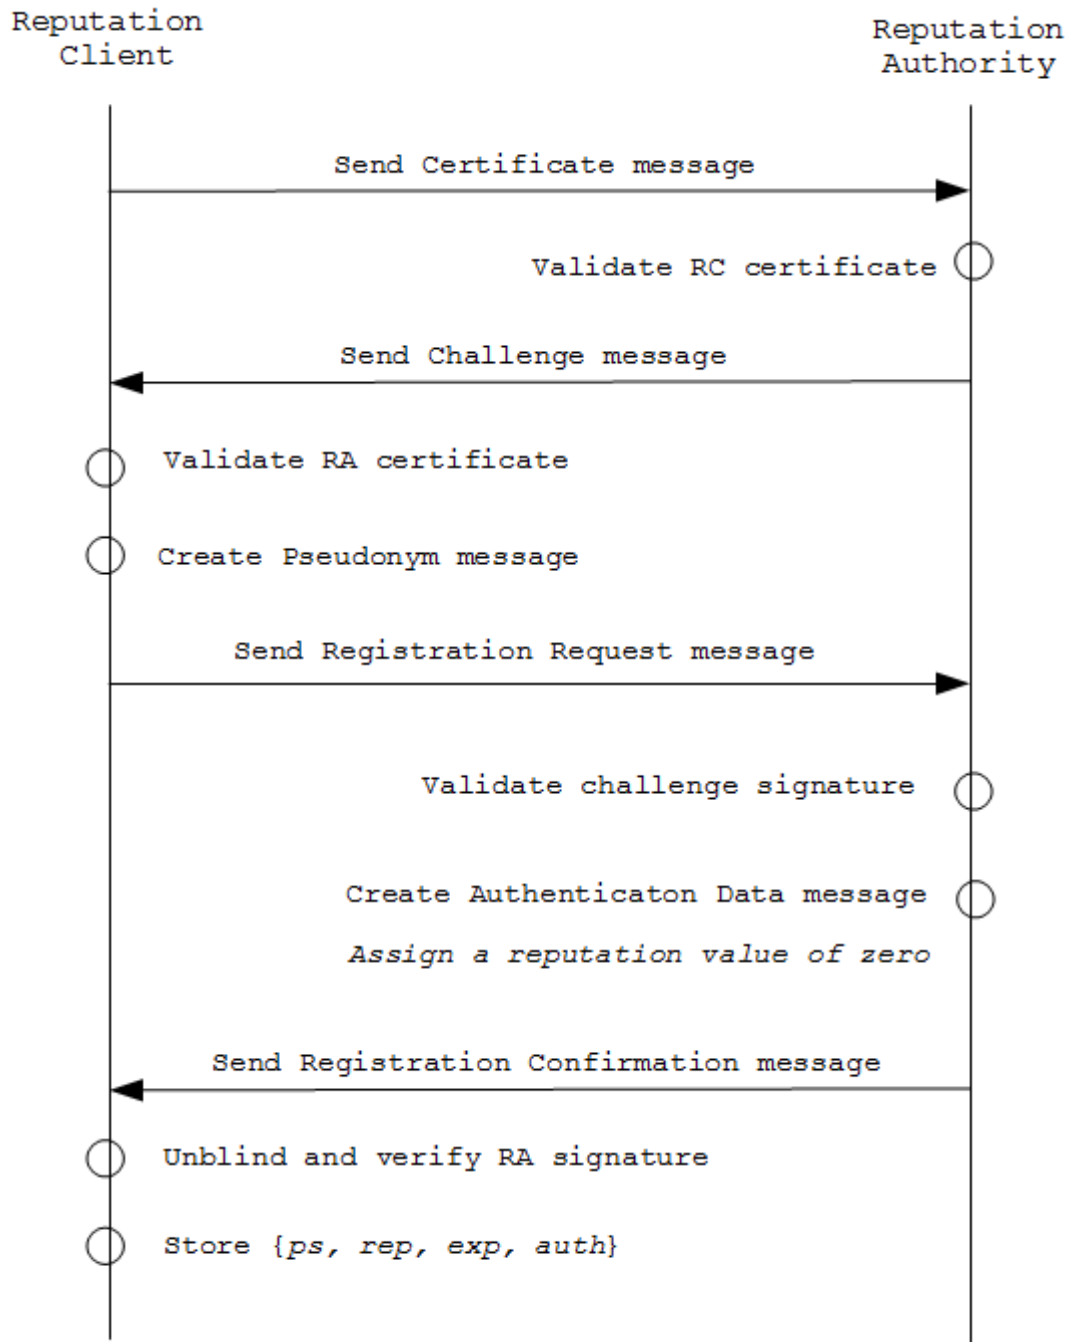 Reputation
Client
Reputation
Authority
Send Certificate message
Validate RC certificate
Send Challenge message
Validate RA certificate
Create Pseudonym message
Send Registration Request message
Validate challenge signature
Create Authenticaton Data message
Assign a reputation value of zero
Send Registration Confirmation message
Unblind and verify RA signature
Store {ps, rep, exp, auth}